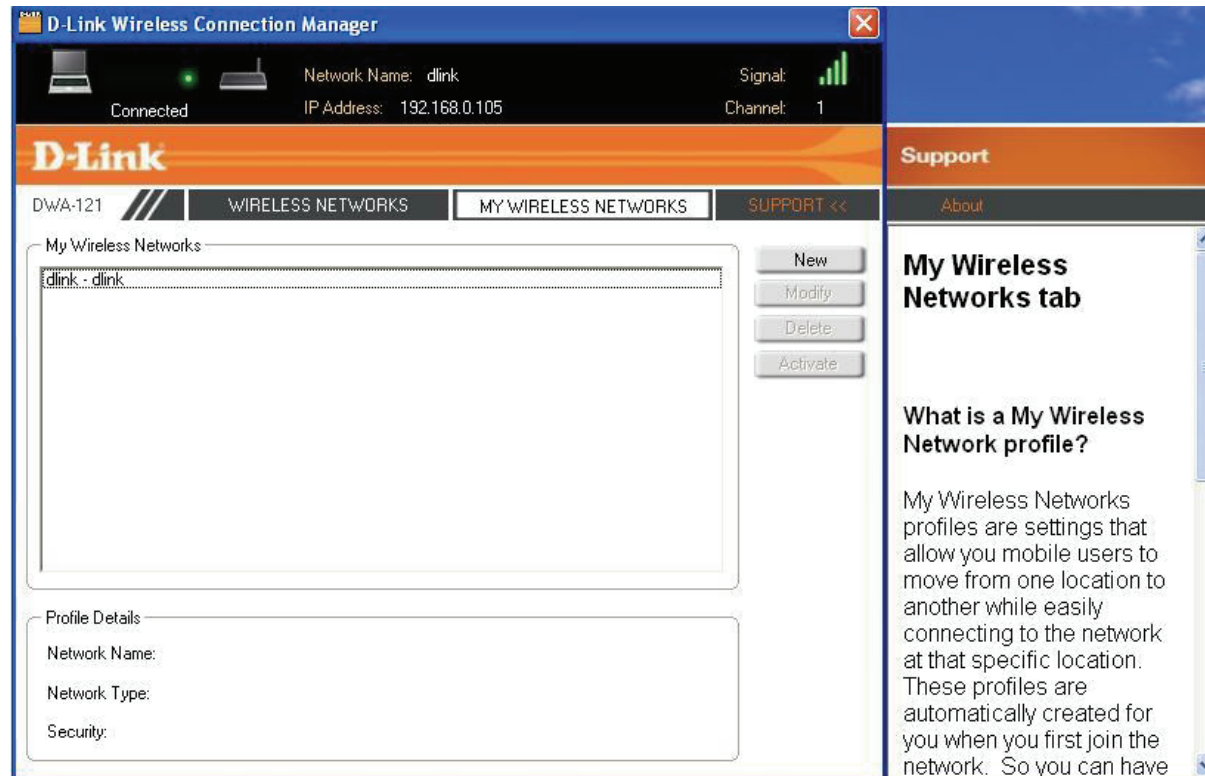 D-Link Wireless Connection Manager
Network Name: dlink
Signal:
Connected
IP Address: 192.168.0.105
Channel: 1
D-Link
DWA-121
WIRELESS NETWORKS
MY WIRELESS NETWORKS
SUPPORT <<
My Wireless Networks
dlink - dlink
New
Modify
Delete
Activate
Profile Details
Network Name:
Network Type:
Security:
Support
About
My Wireless
Networks tab
What is a My Wireless
Network profile?
My Wireless Networks
profiles are settings that
allow you mobile users to
move from one location to
another while easily
connecting to the network
at that specific location.
These profiles are
automatically created for
you when you first join the
network. So you can have